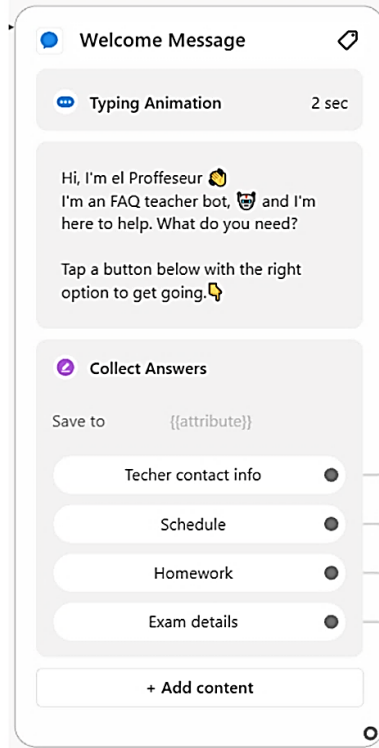 Welcome Message
Typing Animation 2 sec
Hi, I'm el Proffeseur 👏
I'm an FAQ teacher bot, 🤖 and I'm
here to help. What do you need?
Tap a button below with the right
option to get going.👇
Collect Answers
Save to {{attribute}}
Techer contact info
Schedule
Homework
Exam details
+ Add content